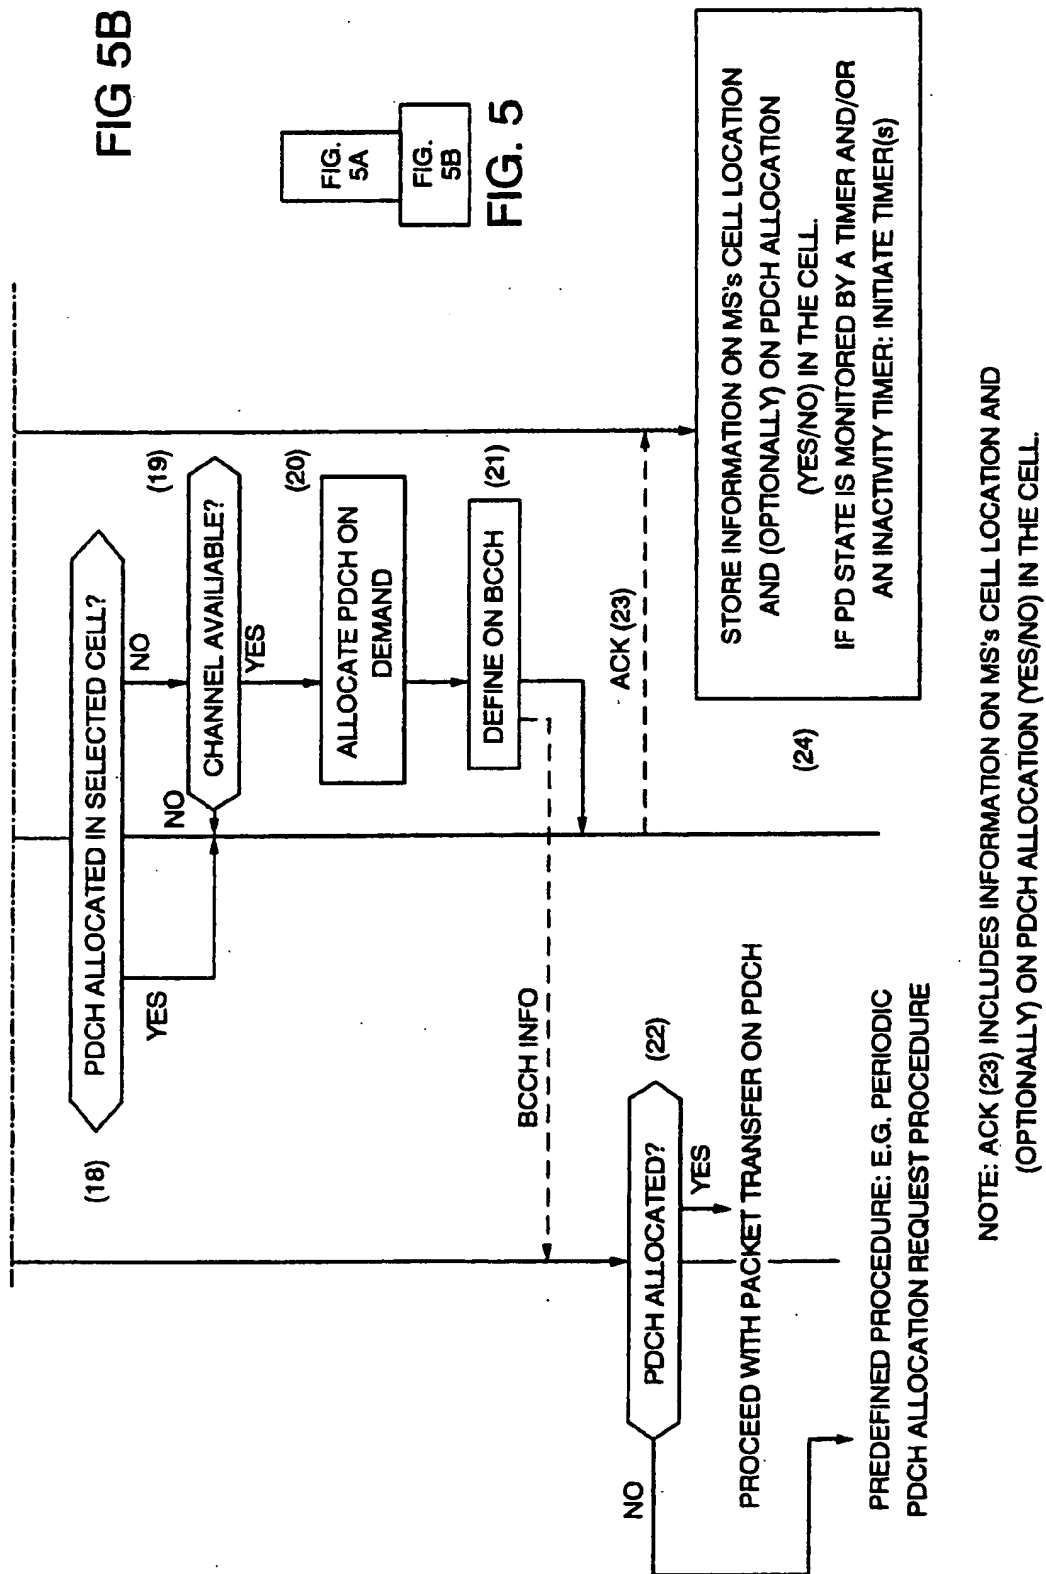 FIG 5B
FIG.
5A
FIG.
5B
FIG. 5
(18)
PDCH ALLOCATED IN SELECTED CELL?
YES
NO
NO
CHANNEL AVAILIABLE?
(19)
YES
ALLOCATE PDCH ON
DEMAND
(20)
DEFINE ON BCCH
(21)
BCCH INFO
PDCH ALLOCATED?
(22)
NO
YES
ACK (23)
PROCEED WITH PACKET TRANSFER ON PDCH
PREDEFINED PROCEDURE: E.G. PERIODIC
PDCH ALLOCATION REQUEST PROCEDURE
(24)
STORE INFORMATION ON MS's CELL LOCATION
AND (OPTIONALLY) ON PDCH ALLOCATION
(YES/NO) IN THE CELL.
IF PD STATE IS MONITORED BY A TIMER AND/OR
AN INACTIVITY TIMER: INITIATE TIMER(s)
NOTE: ACK (23) INCLUDES INFORMATION ON MS's CELL LOCATION AND
(OPTIONALLY) ON PDCH ALLOCATION (YES/NO) IN THE CELL.